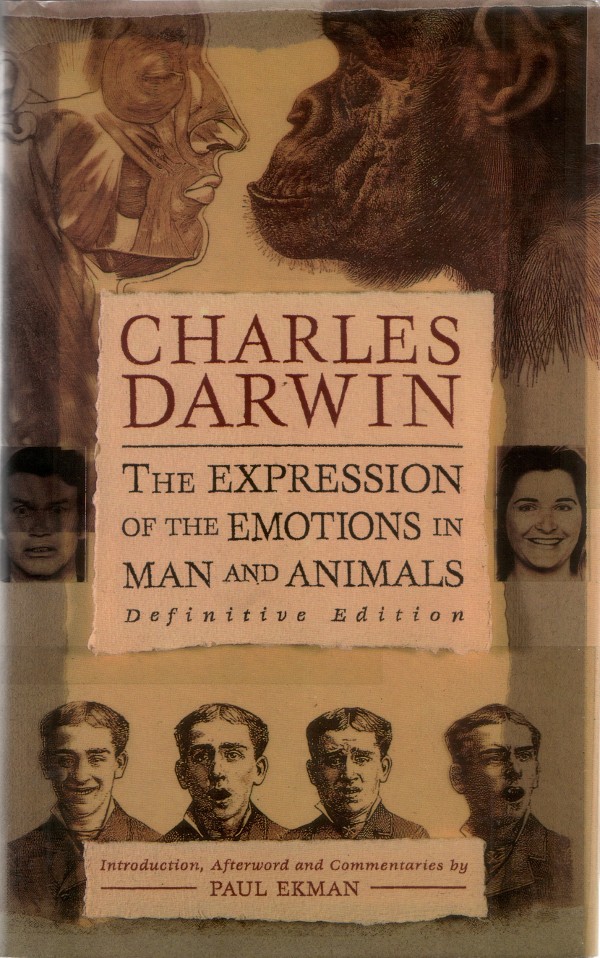 CHARLES
DARWIN
THE EXPRESSION
OF THE EMOTIONS IN
MAN AND ANIMALS
Definitive Edition
Introduction, Afterword and Commentaries by
PAUL EKMAN